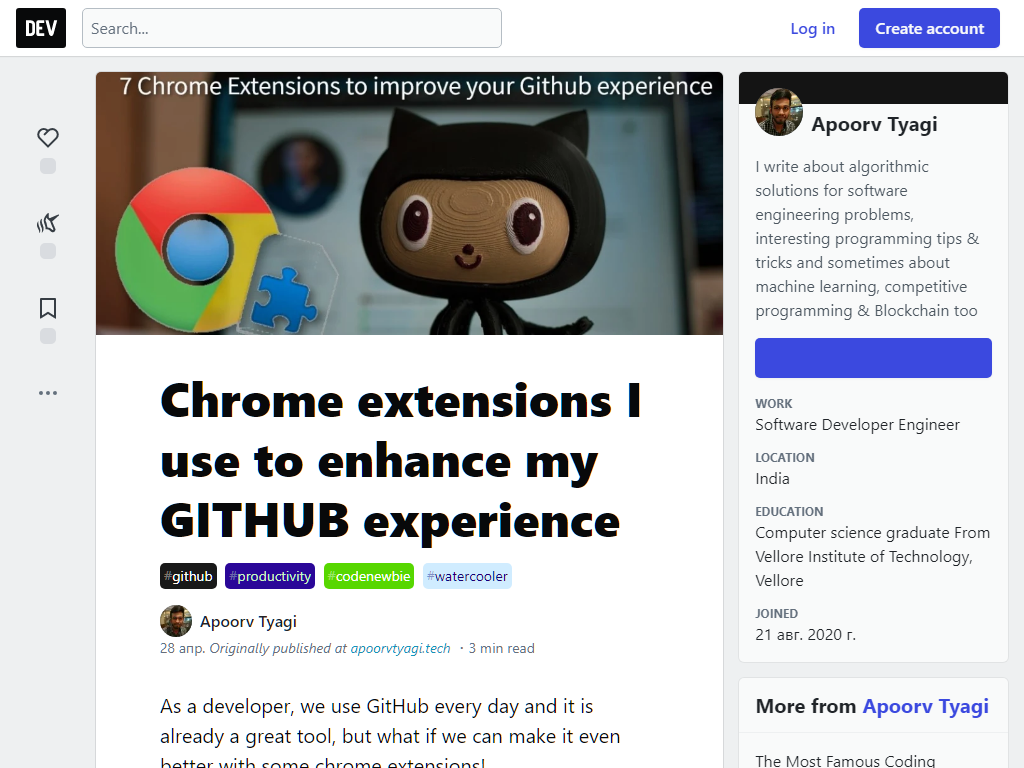 DEV
Search...
Log in
Create account
7 Chrome Extensions to improve your Github experience
Chrome extensions I
use to enhance my
GITHUB experience
#github #productivity #codenewbie #watercooler
Apoorv Tyagi
28 апр. Originally published at apoorvtyagi.tech ・3 min read
As a developer, we use GitHub every day and it is
already a great tool, but what if we can make it even
better with some chrome extensions!
Apoorv Tyagi
I write about algorithmic
solutions for software
engineering problems,
interesting programming tips &
tricks and sometimes about
machine learning, competitive
programming & Blockchain too
WORK
Software Developer Engineer
LOCATION
India
EDUCATION
Computer science graduate From
Vellore Institute of Technology,
Vellore
JOINED
21 авг. 2020 г.
More from Apoorv Tyagi
The Most Famous Coding